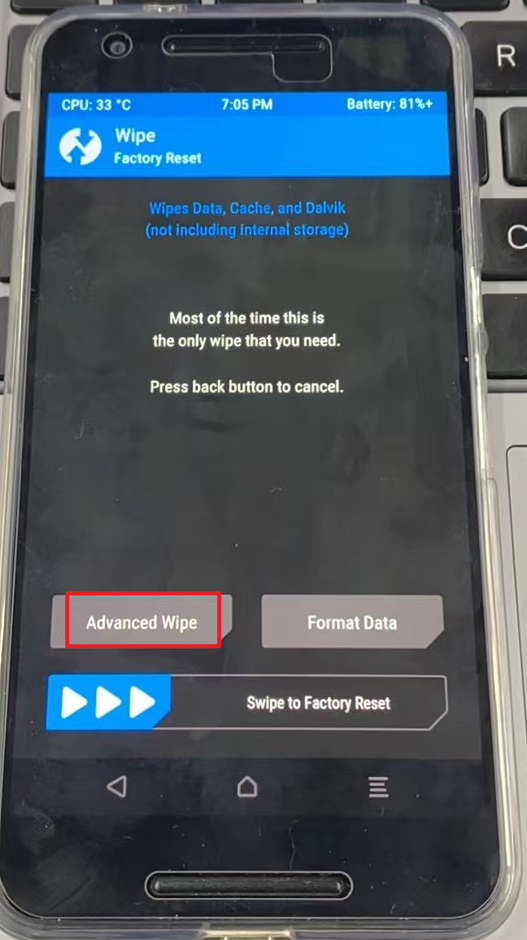 CPU: 33 °C 7:05 PM Battery: 81%+
Wipe
Factory Reset
Wipes Data, Cache, and Dalvik
(not including internal storage)
Most of the time this is
the only wipe that you need.
Press back button to cancel.
Advanced Wipe Format Data
Swipe to Factory Reset
R
C